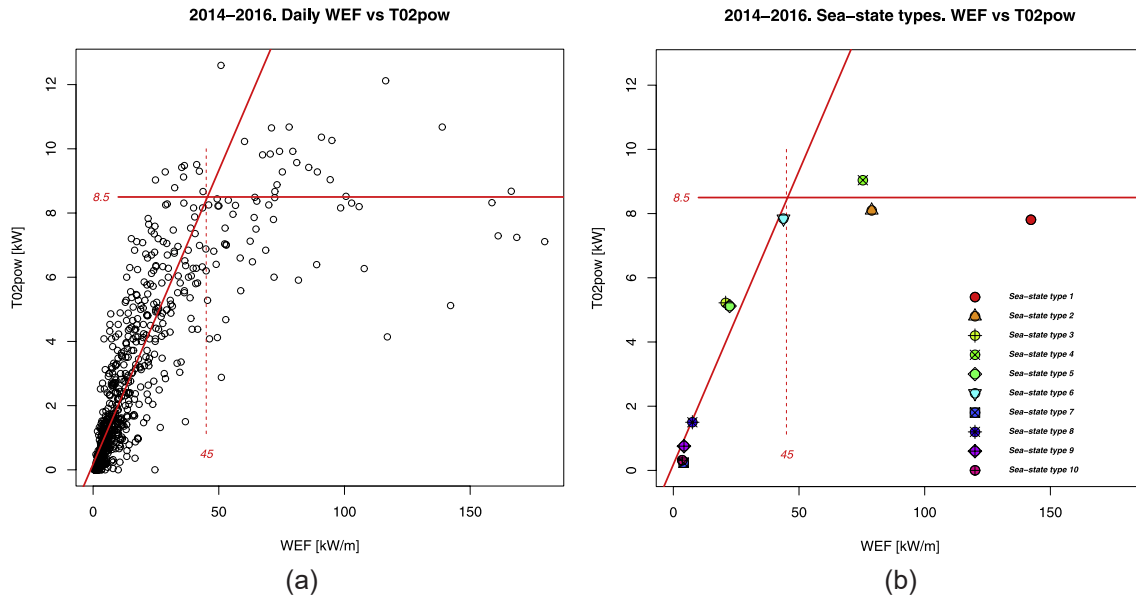 2014–2016. Daily WEF vs T02pow
T02pow [kW]
12
10
8
6
4
2
0
8.5
45
0
50
100
150
WEF [kW/m]
(a)
2014–2016. Sea–state types. WEF vs T02pow
T02pow [kW]
12
10
8
6
4
2
0
8.5
45
Sea–state type 1
Sea–state type 2
Sea–state type 3
Sea–state type 4
Sea–state type 5
Sea–state type 6
Sea–state type 7
Sea–state type 8
Sea–state type 9
Sea–state type 10
0
50
100
150
WEF [kW/m]
(b)